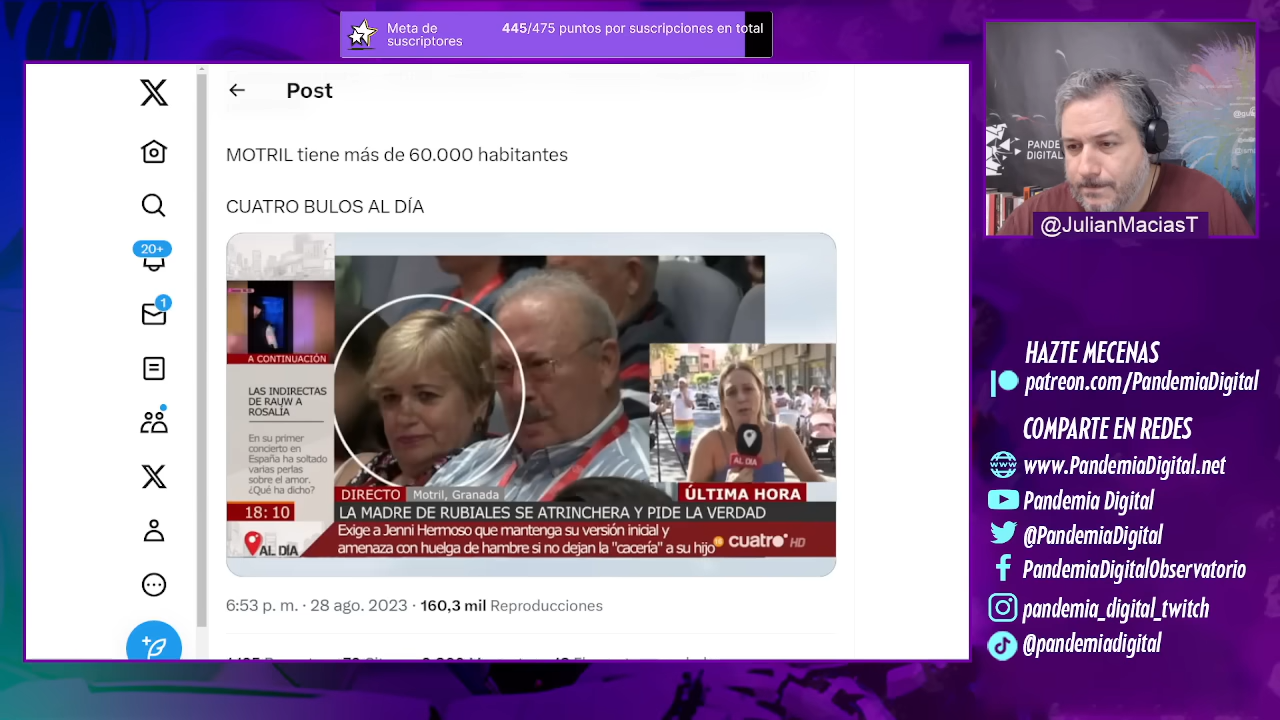 Meta de
suscriptores
445/475 puntos por suscripciones en total
Post
MOTRIL tiene más de 60.000 habitantes
CUATRO BULOS AL DÍA
20+
1
A CONTINUACIÓN
LAS INDIRECTAS
DE RAUW A
ROSALÍA
En su primer
concierto en
España ha soltado
varias perlas
sobre el amor.
¿Qué ha dicho?
18:10
AL DÍA
AL DIA
DIRECTO
Motril, Granada
ÚLTIMA HORA
LA MADRE DE RUBIALES SE ATRINCHERA Y PIDE LA VERDAD
Exige a Jenni Hermoso que mantenga su versión inicial y
amenaza con huelga de hambre si no dejan la "cacería" a su hijo
cuatro HD
6:53 p. m. · 28 ago. 2023 · 160,3 mil Reproducciones
PANDEM
DIGITAL
@JulianMaciasT
HAZTE MECENAS
patreon.com/PandemiaDigital
COMPARTE EN REDES
www
www.PandemiaDigital.net
Pandemia Digital
@PandemiaDigital
PandemiaDigitalObservatorio
pandemia_digital_twitch
@pandemiadigital